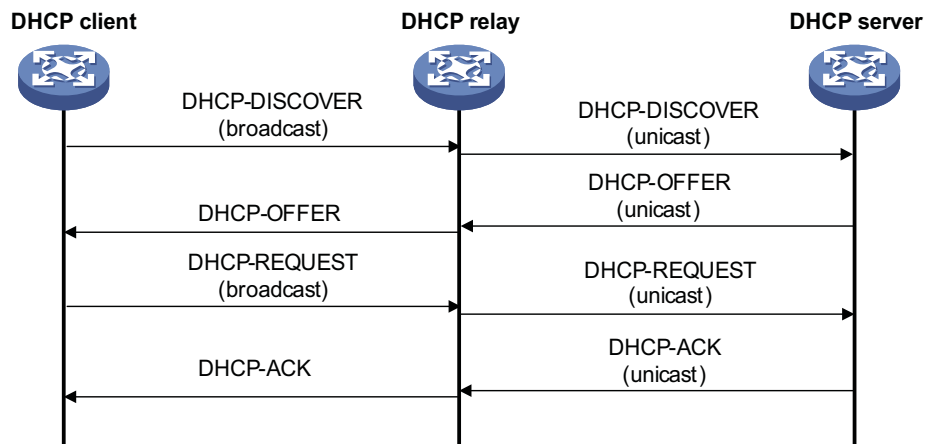 DHCP client
DHCP relay
DHCP server
DHCP-DISCOVER
(broadcast)
DHCP-DISCOVER
(unicast)
DHCP-OFFER
(unicast)
DHCP-OFFER
DHCP-REQUEST
(broadcast)
DHCP-REQUEST
(unicast)
DHCP-ACK
(unicast)
DHCP-ACK